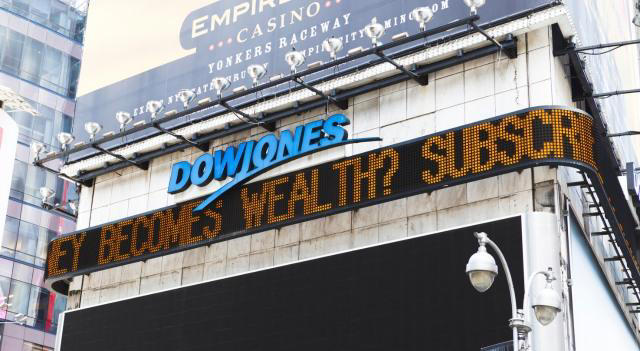 EMPIRE
CASINO
YONKERS RACEWAY
DOWJONES
EY BECOMES WEALTH? SUBSCR